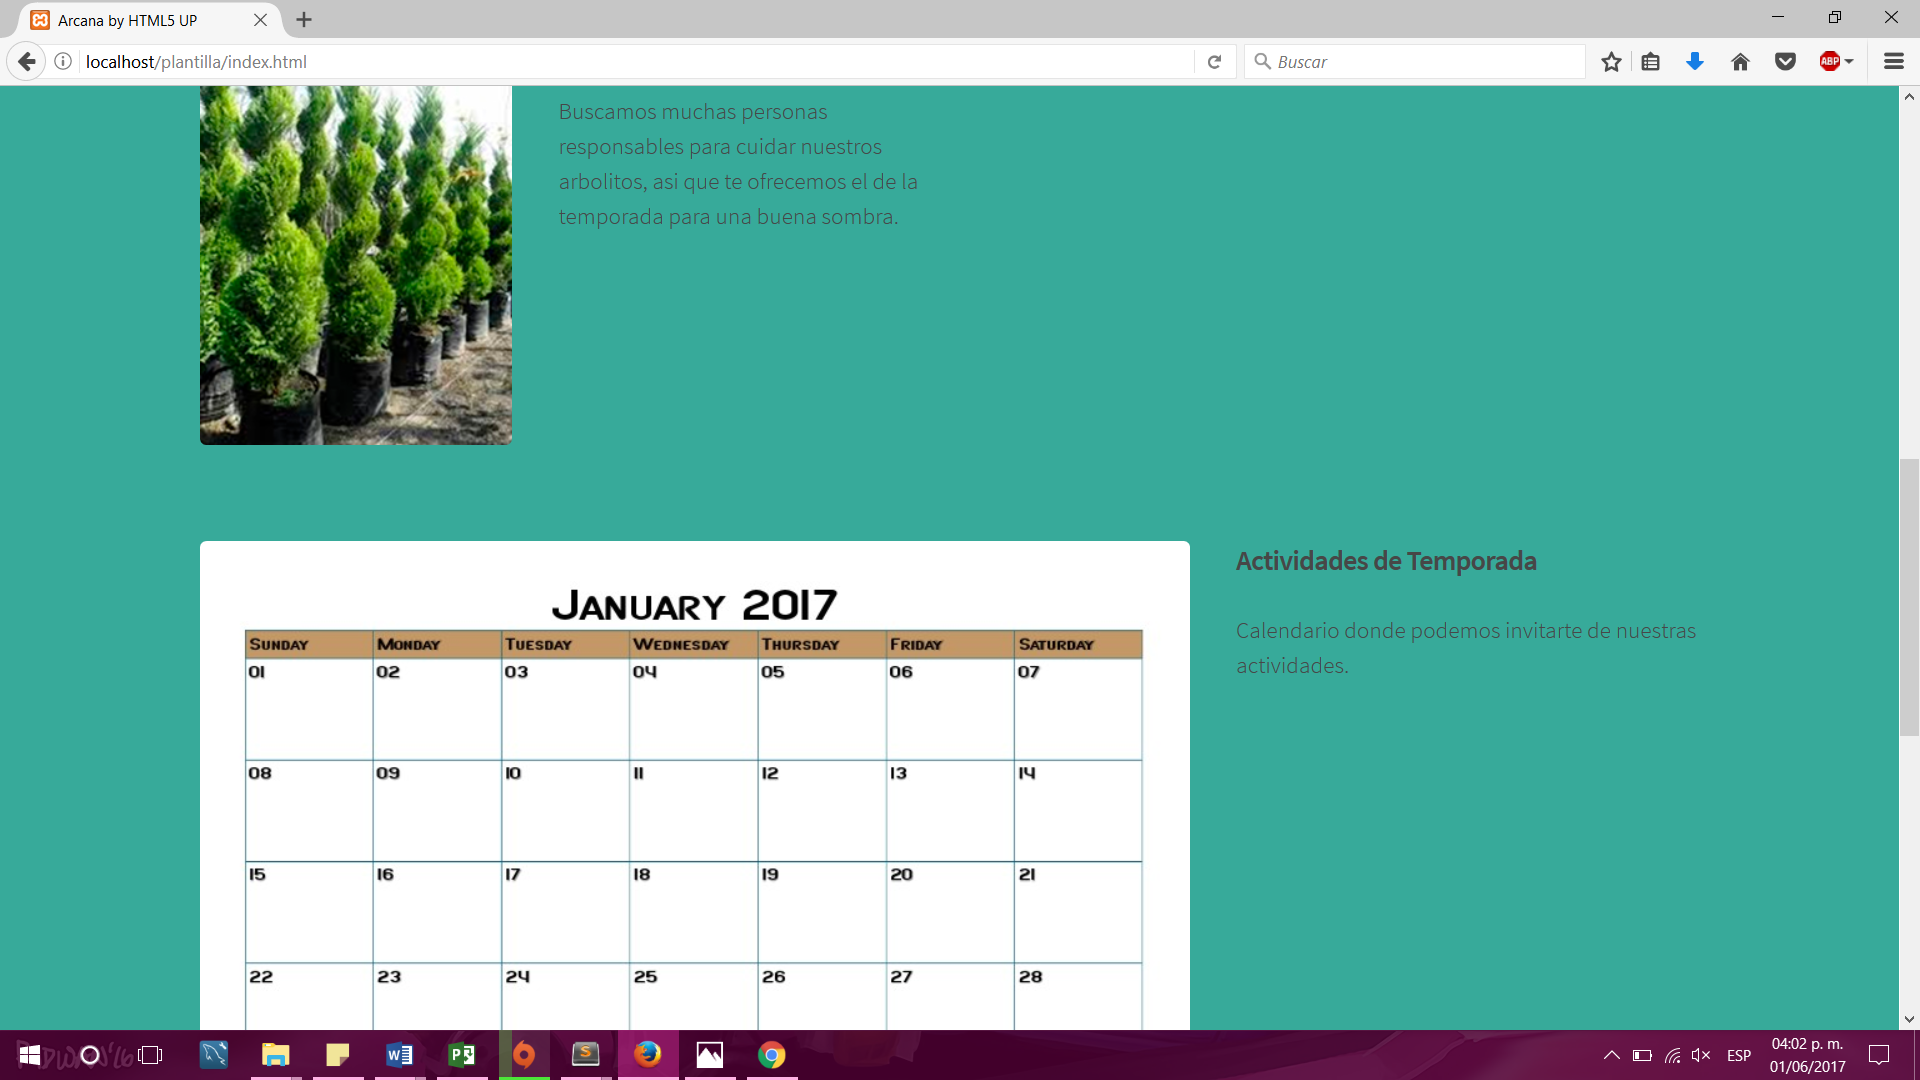 Arcana by HTML5 UP
localhost/plantilla/index.html
Buscar
ABP
Buscamos muchas personas
responsables para cuidar nuestros
arbolitos, asi que te ofrecemos el de la
temporada para una buena sombra.
January 2017
Sunday Monday Tuesday Wednesday Thursday Friday Saturday
01 02 03 04 05 06 07
08 09 10 11 12 13 14
15 16 17 18 19 20 21
22 23 24 25 26 27 28
Actividades de Temporada
Calendario donde podemos invitarte de nuestras
actividades.
ESP
04:02 p. m.
01/06/2017